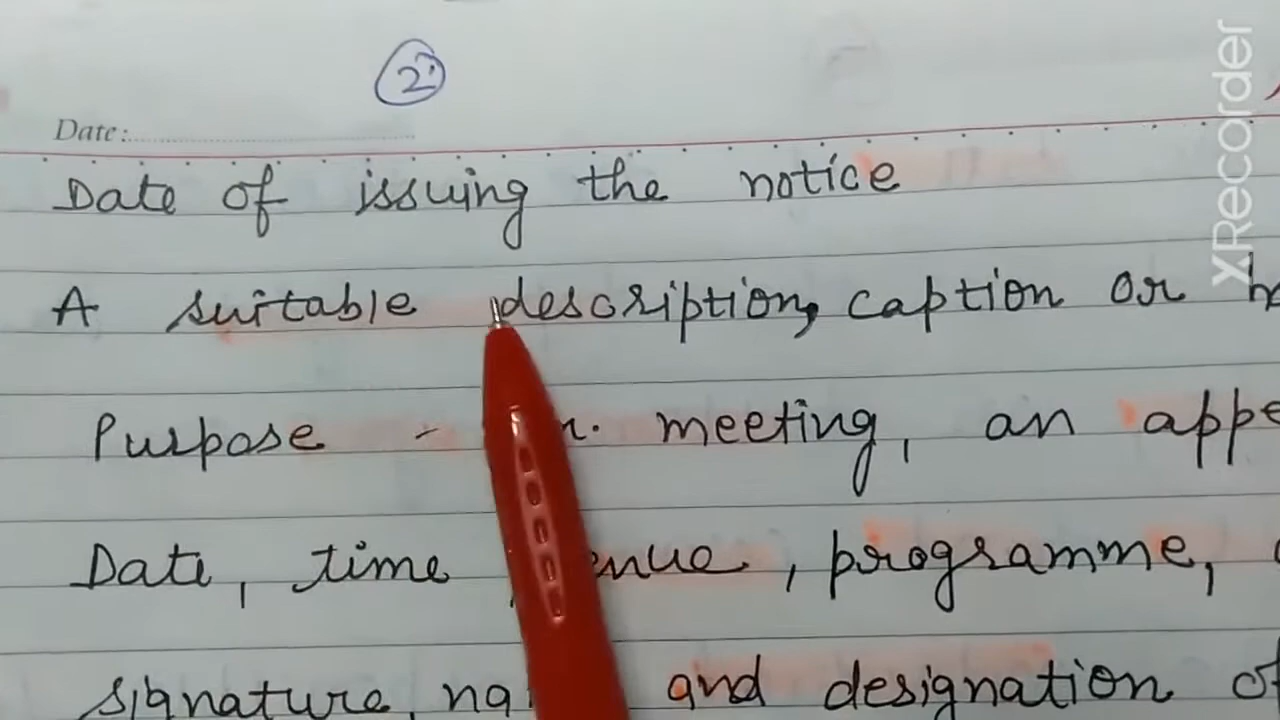 2
Date:
Date of issuing the notice
A suitable description, caption or
Purpose - meeting, an
Date, time , programme,
signature, and designation of
XRecorder